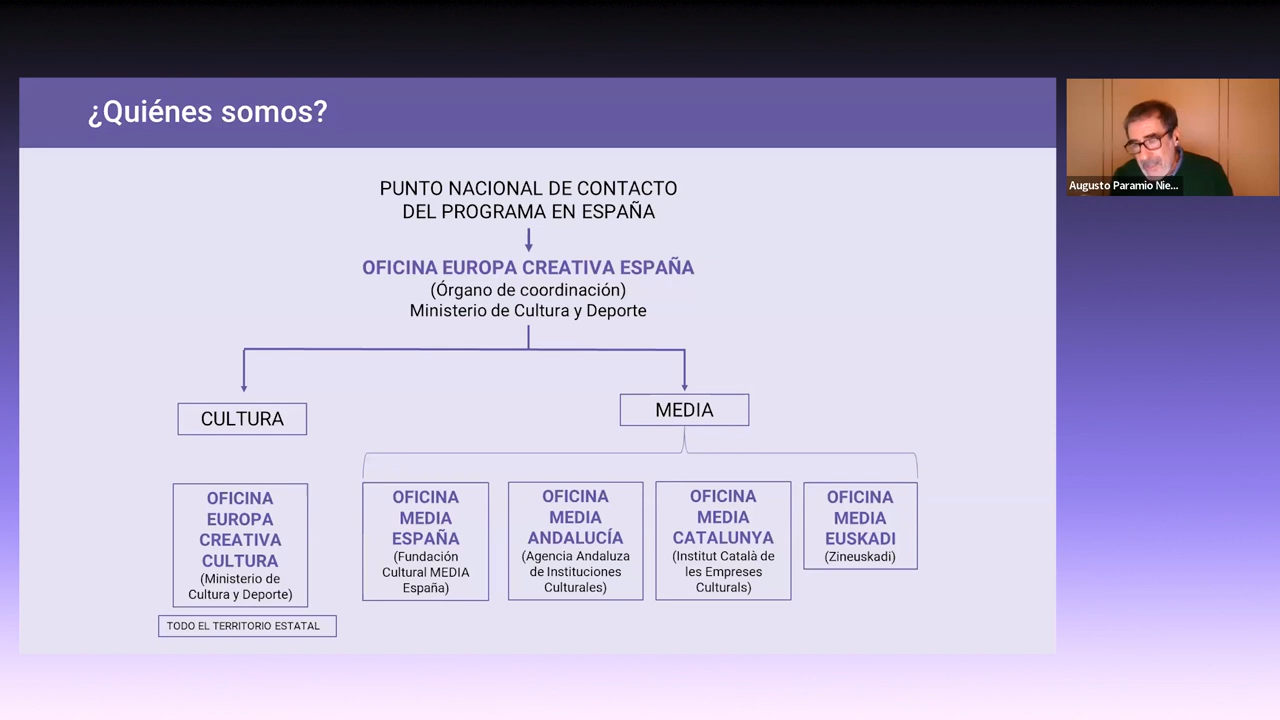 ¿Quiénes somos?
PUNTO NACIONAL DE CONTACTO
DEL PROGRAMA EN ESPAÑA
OFICINA EUROPA CREATIVA ESPAÑA
(Órgano de coordinación)
Ministerio de Cultura y Deporte
CULTURA
MEDIA
OFICINA
EUROPA
CREATIVA
CULTURA
(Ministerio de
Cultura y Deporte)
TODO EL TERRITORIO ESTATAL
OFICINA
MEDIA
ESPAÑA
(Fundación
Cultural MEDIA
España)
OFICINA
MEDIA
ANDALUCÍA
(Agencia Andaluza
de Instituciones
Culturales)
OFICINA
MEDIA
CATALUNYA
(Institut Català de
les Empreses
Culturals)
OFICINA
MEDIA
EUSKADI
(Zineuskadi)
Augusto Paramio Nie...